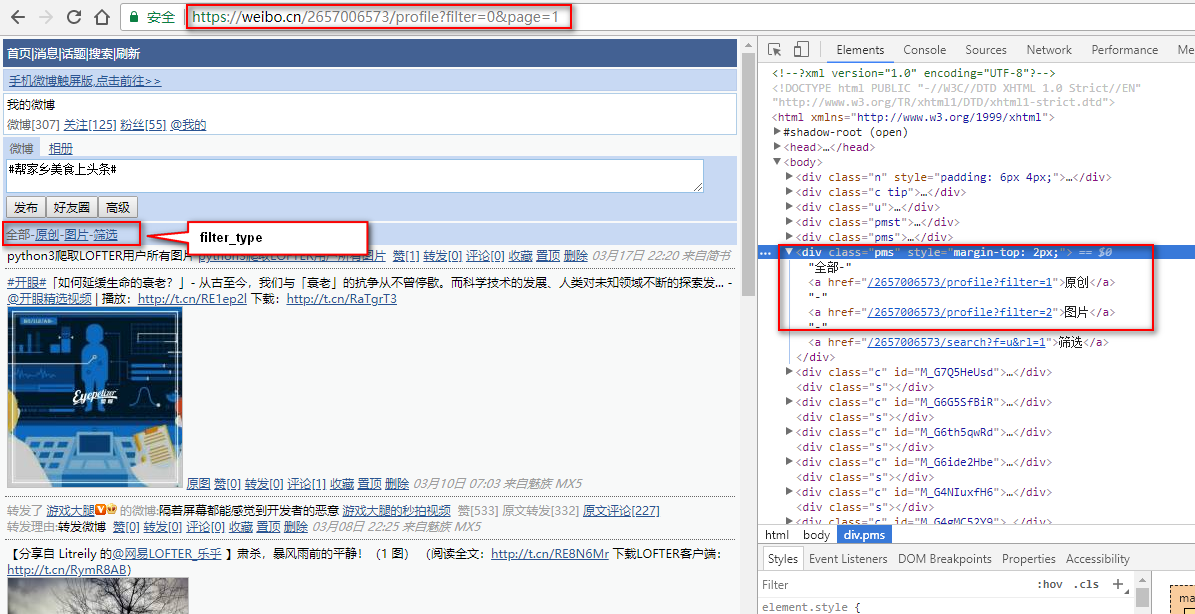 安全 https://weibo.cn/2657006573/profile?filter=0&page=1
首页|消息|话题|搜索|刷新
手机微博触屏版,点击前往>>
我的微博
微博[307] 关注[125] 粉丝[55] @我的
微博 相册
#帮家乡美食上头条#
发布 好友圈 高级
全部-原创-图片-筛选
filter_type
python3爬取LOFTER用户所有图片 python3爬取LOFTER用户所有图片 赞[1] 转发[0] 评论[0] 收藏 置顶 删除 03月17日 22:20 来自简书
#开眼#「如何延缓生命的衰老？」- 从古至今，我们与「衰老」的抗争从不曾停歇。而科学技术的发展、人类对未知领域不断的探索发... -
@开眼精选视频 | 播放：http://t.cn/RE1ep2l 下载：http://t.cn/RaTgrT3
Eyepetizer
原图 赞[0] 转发[0] 评论[1] 收藏 置顶 删除 03月10日 07:03 来自魅族 MX5
转发了 游戏大腿 的微博:隔着屏幕都能感觉到开发者的恶意 游戏大腿的秒拍视频 赞[533] 原文转发[332] 原文评论[227]
转发理由:转发微博 赞[0] 转发[0] 评论[0] 收藏 置顶 删除 03月08日 22:25 来自魅族 MX5
【分享自 Litreily 的@网易LOFTER_乐乎 】肃杀，暴风雨前的平静！（1 图） （阅读全文：http://t.cn/RE8N6Mr 下载LOFTER客户端：
http://t.cn/RymR8AB）
Elements Console Sources Network Performance Me
<!--?xml version="1.0" encoding="UTF-8"?-->
<!DOCTYPE html PUBLIC "-//W3C//DTD XHTML 1.0 Strict//EN"
"http://www.w3.org/TR/xhtml1/DTD/xhtml1-strict.dtd">
<html xmlns="http://www.w3.org/1999/xhtml">
#shadow-root (open)
<head>…</head>
<body>
<div class="n" style="padding: 6px 4px;">…</div>
<div class="c tip">…</div>
<div class="u">…</div>
<div class="pmst">…</div>
<div class="pms">…</div>
<div class="pms" style="margin-top: 2px;"> == $0
"全部-"
<a href="/2657006573/profile?filter=1">原创</a>
"-"
<a href="/2657006573/profile?filter=2">图片</a>
"-"
<a href="/2657006573/search?f=u&rl=1">筛选</a>
</div>
<div class="c" id="M_G7Q5HeUsd">…</div>
<div class="s"></div>
<div class="c" id="M_G6G5SfBiR">…</div>
<div class="s"></div>
<div class="c" id="M_G6th5qwRd">…</div>
<div class="s"></div>
<div class="c" id="M_G6ide2Hbe">…</div>
<div class="s"></div>
<div class="c" id="M_G4NIuxfH6">…</div>
<div class="s"></div>
<div class="c" id="M_G4gMC52Y9">…</div>
html body div.pms
Styles Event Listeners DOM Breakpoints Properties Accessibility
Filter :hov .cls +
element.style {
ma